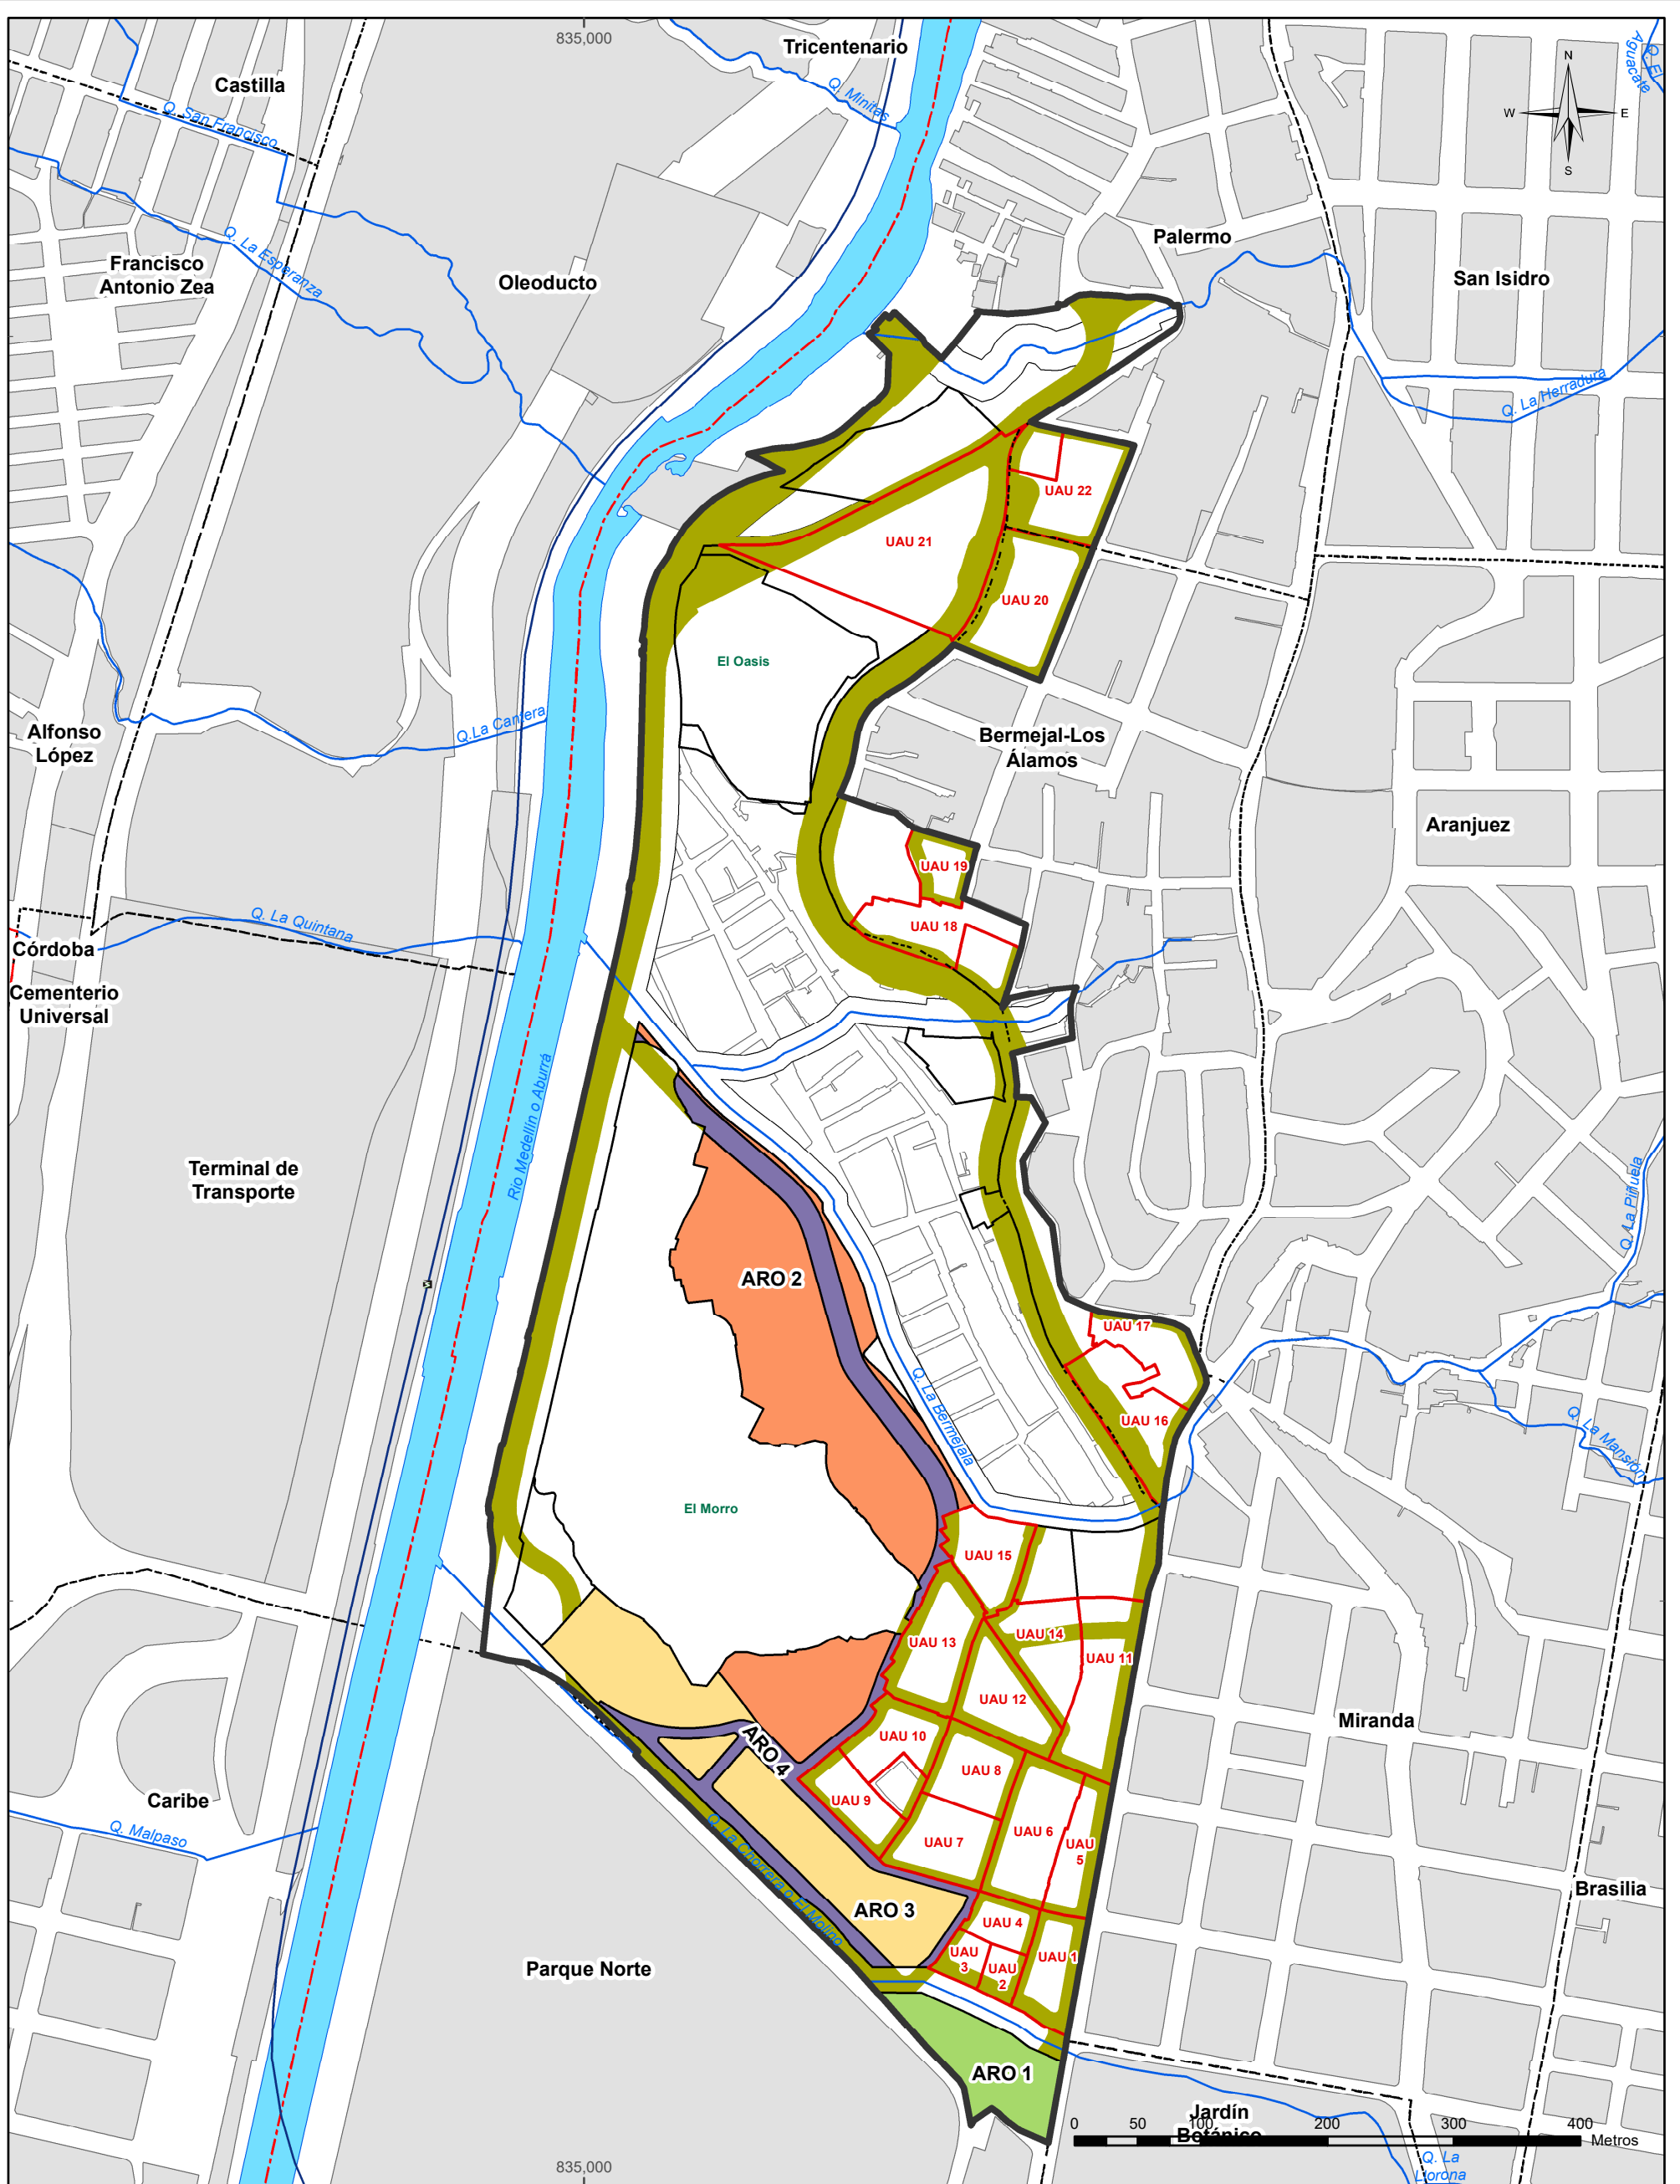 835,000
Tricentenario
Castilla
Q. San Francisco
Q. Minitas
Q. El
Aguacate
N
W
E
S
Palermo
San Isidro
Francisco
Antonio Zea
Q. La Esperanza
Oleoducto
Q. La Herradura
UAU 22
UAU 21
UAU 20
El Oasis
Q.La Cantera
Alfonso
López
Bermejal-Los
Álamos
Aranjuez
UAU 19
UAU 18
Q. La Quintana
Córdoba
Cementerio
Universal
Rio Medellin o Aburrá
Terminal de
Transporte
Q. La Piñuela
ARO 2
UAU 17
UAU 16
Q. La Bermejala
Q. La Mansión
El Morro
UAU 15
UAU 14
UAU 13
UAU 11
UAU 12
Miranda
UAU 10
ARO 4
UAU 8
UAU 9
Caribe
Q. Malpaso
UAU 7
UAU 6
UAU
5
Q. La Chorrera o El Molino
Brasilia
ARO 3
UAU 4
UAU
3
UAU
2
UAU 1
Parque Norte
ARO 1
Jardín
Botánico
0
50
100
200
300
400
Metros
Q. La
Llorona
835,000